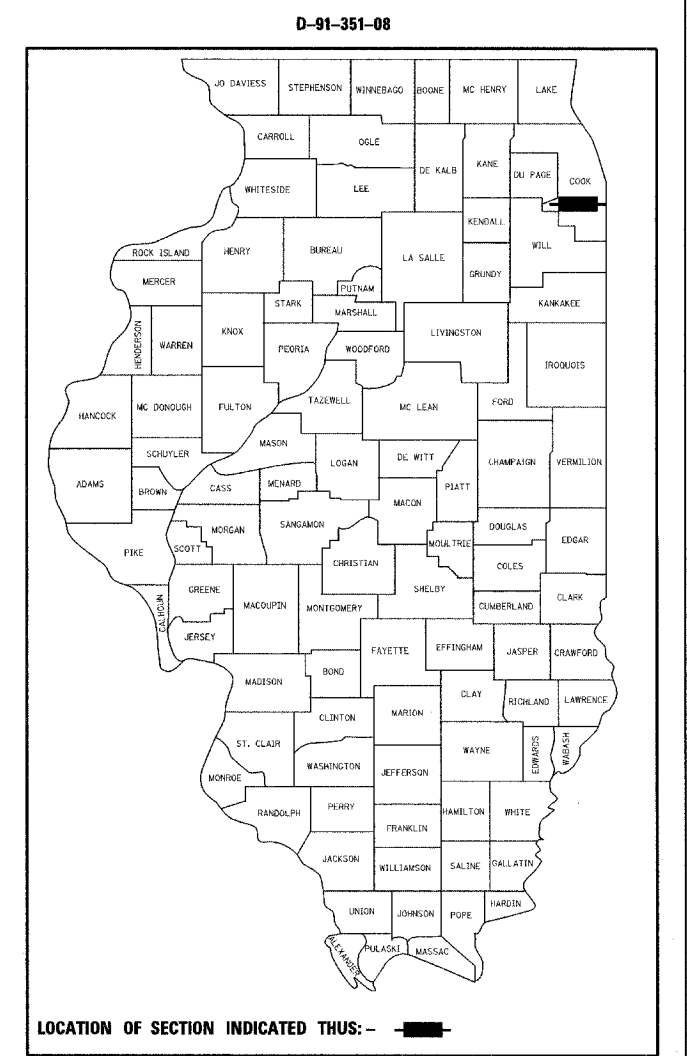 D-91-351-08
JO DAVIESS STEPHENSON WINNEBAGO BOONE MC HENRY LAKE
CARROLL OGLE
DE KALB KANE DU PAGE COOK
WHITESIDE LEE
KENDALL
WILL
ROCK ISLAND HENRY BUREAU LA SALLE
GRUNDY
MERCER PUTNAM
KANKAKEE
STARK MARSHALL
HENDERSON WARREN KNOX LIVINGSTON
PEORIA WOODFORD
IROQUOIS
TAZEWELL FORD
HANCOCK MC DONOUGH FULTON MC LEAN
MASON
SCHUYLER DE WITT
LOGAN CHAMPAIGN VERMILION
ADAMS BROWN CASS MENARD PIATT
MACON
MORGAN SANGAMON DOUGLAS
PIKE SCOTT MOULTRIE EDGAR
CHRISTIAN COLES
GREENE SHELBY
CALHOUN MACOUPIN MONTGOMERY CUMBERLAND CLARK
JERSEY
FAYETTE EFFINGHAM JASPER CRAWFORD
BOND
MADISON
CLAY RICHLAND LAWRENCE
CLINTON MARION
ST. CLAIR WAYNE EDWARDS WABASH
WASHINGTON JEFFERSON
MONROE
RANDOLPH PERRY HAMILTON WHITE
FRANKLIN
JACKSON WILLIAMSON SALINE GALLATIN
UNION JOHNSON POPE HARDIN
ALEXANDER PULASKI MASSAC
LOCATION OF SECTION INDICATED THUS:-